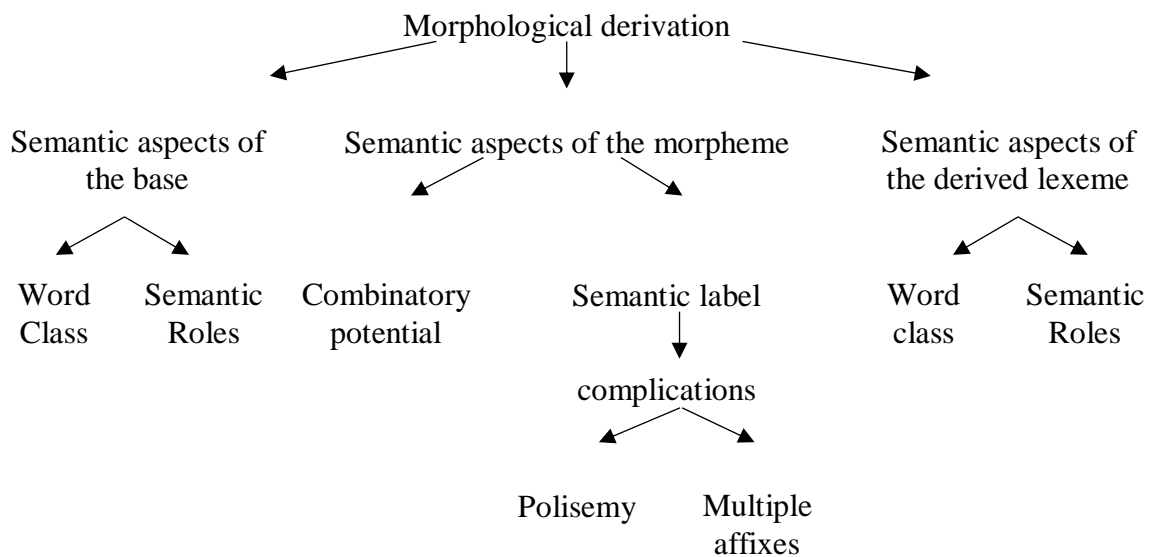 Morphological derivation
Semantic aspects of
the base
Semantic aspects of the morpheme
Semantic aspects of
the derived lexeme
Word
Class
Semantic
Roles
Combinatory
potential
Semantic label
Word
class
Semantic
Roles
complications
Polisemy
Multiple
affixes